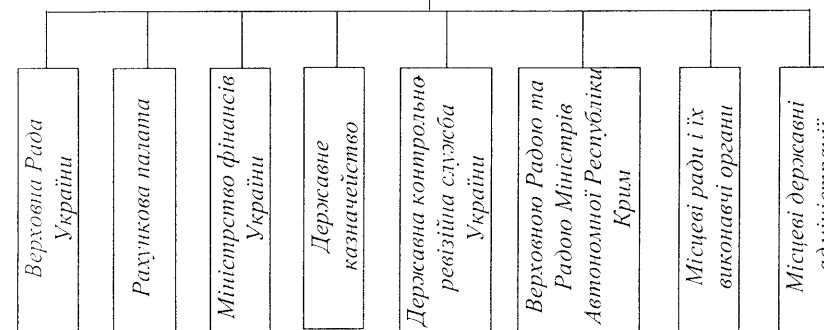 Верховна Рада
України
Рахункова палата
Міністрство фінансів
України
Державне
казначейство
Державна контрольно-
ревізійна служба
України
Верховною Радою та
Радою Міністрів
Автономної Республіки
Крим
Місцеві ради і їх
виконавчі органи
Місцеві державні